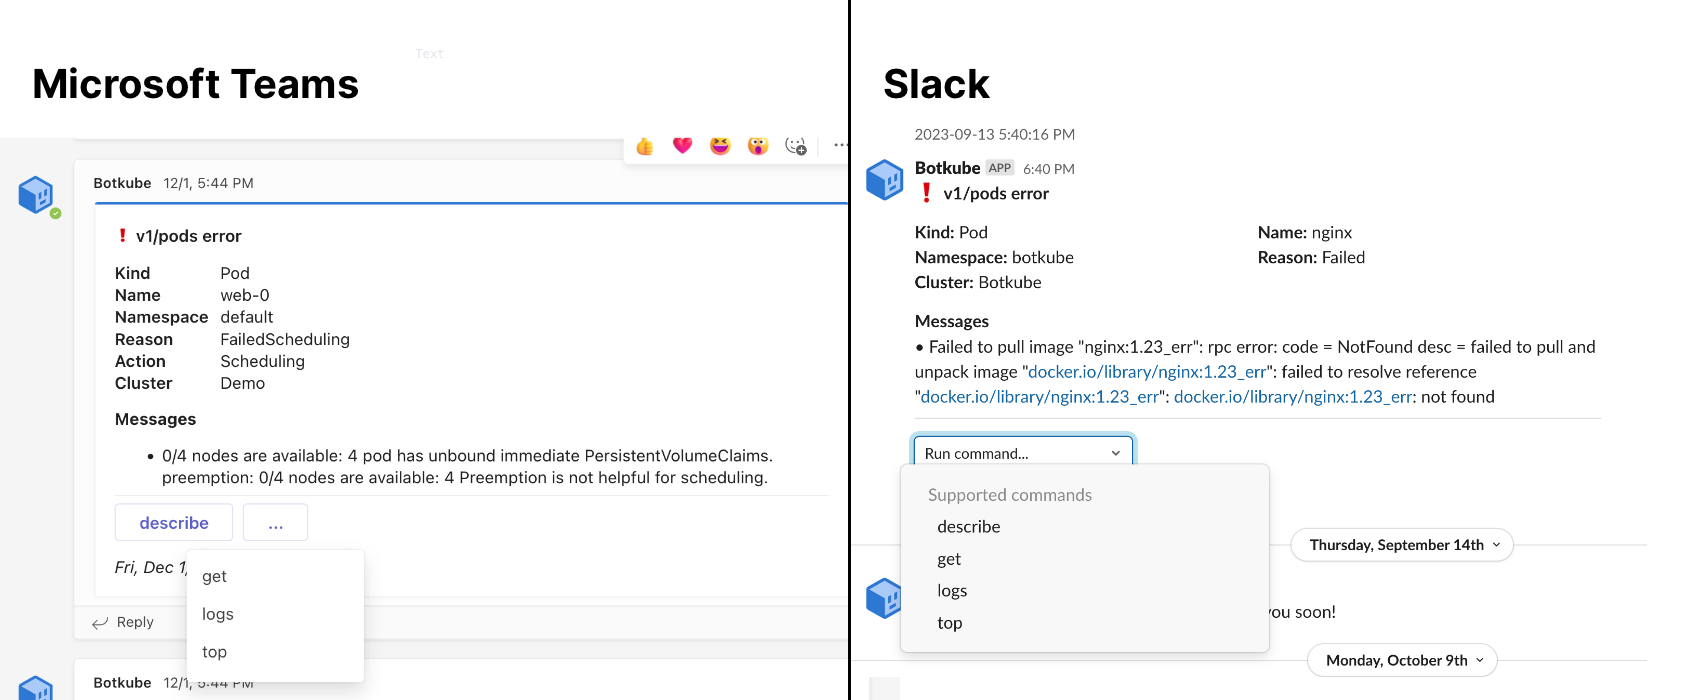 Text
Microsoft Teams
Botkube 12/1, 5:44 PM
❗ v1/pods error
Kind Pod
Name web-0
Namespace default
Reason FailedScheduling
Action Scheduling
Cluster Demo
Messages
• 0/4 nodes are available: 4 pod has unbound immediate PersistentVolumeClaims.
preemption: 0/4 nodes are available: 4 Preemption is not helpful for scheduling.
describe ...
Fri, Dec 1,
get
logs
top
Reply
Botkube 12/1, 5:44 PM
Slack
2023-09-13 5:40:16 PM
Botkube APP 6:40 PM
❗ v1/pods error
Kind: Pod Name: nginx
Namespace: botkube Reason: Failed
Cluster: Botkube
Messages
• Failed to pull image "nginx:1.23_err": rpc error: code = NotFound desc = failed to pull and
unpack image "docker.io/library/nginx:1.23_err": failed to resolve reference
"docker.io/library/nginx:1.23_err": docker.io/library/nginx:1.23_err: not found
Run command...
Supported commands
describe
get
logs
top
Thursday, September 14th
you soon!
Monday, October 9th